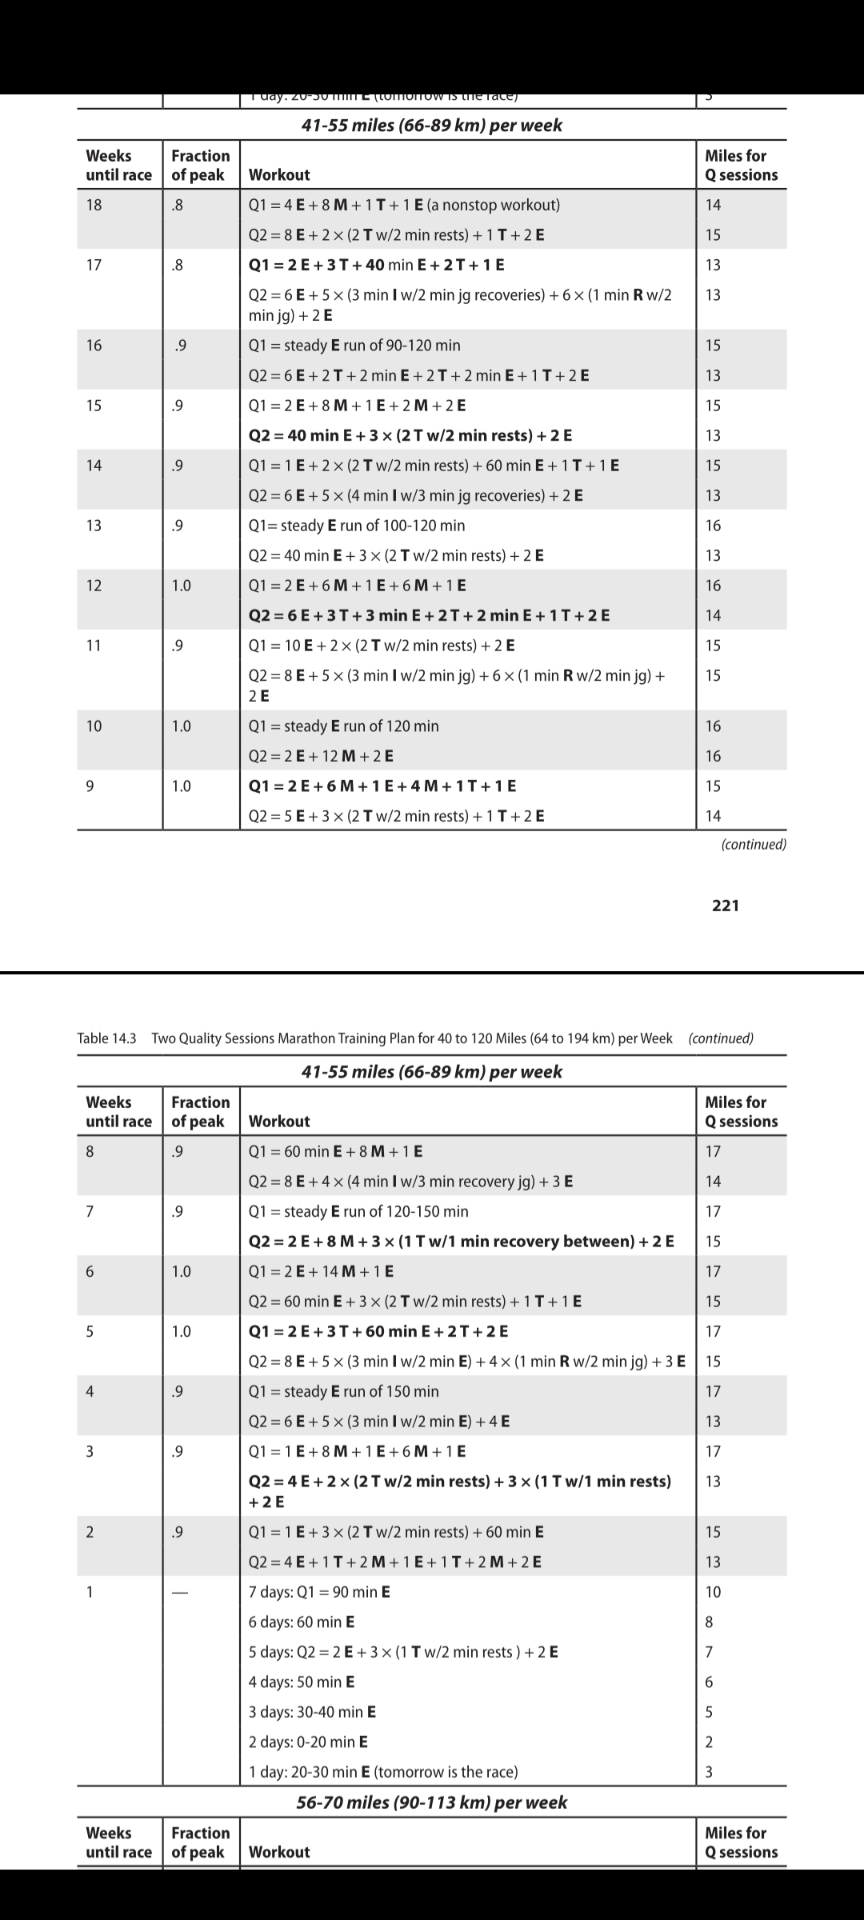 1 day: 20-30 min E (tomorrow is the race) 3
41-55 miles (66-89 km) per week
Weeks until race Fraction of peak Workout Miles for Q sessions
18 .8 Q1 = 4 E + 8 M + 1 T + 1 E (a nonstop workout) 14
Q2 = 8 E + 2 × (2 T w/2 min rests) + 1 T + 2 E 15
17 .8 Q1 = 2 E + 3 T + 40 min E + 2 T + 1 E 13
Q2 = 6 E + 5 × (3 min I w/2 min jg recoveries) + 6 × (1 min R w/2 13
min jg) + 2 E
16 .9 Q1 = steady E run of 90-120 min 15
Q2 = 6 E + 2 T + 2 min E + 2 T + 2 min E + 1 T + 2 E 13
15 .9 Q1 = 2 E + 8 M + 1 E + 2 M + 2 E 15
Q2 = 40 min E + 3 × (2 T w/2 min rests) + 2 E 13
14 .9 Q1 = 1 E + 2 × (2 T w/2 min rests) + 60 min E + 1 T + 1 E 15
Q2 = 6 E + 5 × (4 min I w/3 min jg recoveries) + 2 E 13
13 .9 Q1= steady E run of 100-120 min 16
Q2 = 40 min E + 3 × (2 T w/2 min rests) + 2 E 13
12 1.0 Q1 = 2 E + 6 M + 1 E + 6 M + 1 E 16
Q2 = 6 E + 3 T + 3 min E + 2 T + 2 min E + 1 T + 2 E 14
11 .9 Q1 = 10 E + 2 × (2 T w/2 min rests) + 2 E 15
Q2 = 8 E + 5 × (3 min I w/2 min jg) + 6 × (1 min R w/2 min jg) + 15
2 E
10 1.0 Q1 = steady E run of 120 min 16
Q2 = 2 E + 12 M + 2 E 16
9 1.0 Q1 = 2 E + 6 M + 1 E + 4 M + 1 T + 1 E 15
Q2 = 5 E + 3 × (2 T w/2 min rests) + 1 T + 2 E 14
(continued)
221
Table 14.3 Two Quality Sessions Marathon Training Plan for 40 to 120 Miles (64 to 194 km) per Week (continued)
41-55 miles (66-89 km) per week
Weeks until race Fraction of peak Workout Miles for Q sessions
8 .9 Q1 = 60 min E + 8 M + 1 E 17
Q2 = 8 E + 4 × (4 min I w/3 min recovery jg) + 3 E 14
7 .9 Q1 = steady E run of 120-150 min 17
Q2 = 2 E + 8 M + 3 × (1 T w/1 min recovery between) + 2 E 15
6 1.0 Q1 = 2 E + 14 M + 1 E 17
Q2 = 60 min E + 3 × (2 T w/2 min rests) + 1 T + 1 E 15
5 1.0 Q1 = 2 E + 3 T + 60 min E + 2 T + 2 E 17
Q2 = 8 E + 5 × (3 min I w/2 min E) + 4 × (1 min R w/2 min jg) + 3 E 15
4 .9 Q1 = steady E run of 150 min 17
Q2 = 6 E + 5 × (3 min I w/2 min E) + 4 E 13
3 .9 Q1 = 1 E + 8 M + 1 E + 6 M + 1 E 17
Q2 = 4 E + 2 × (2 T w/2 min rests) + 3 × (1 T w/1 min rests) 13
+ 2 E
2 .9 Q1 = 1 E + 3 × (2 T w/2 min rests) + 60 min E 15
Q2 = 4 E + 1 T + 2 M + 1 E + 1 T + 2 M + 2 E 13
1 — 7 days: Q1 = 90 min E 10
6 days: 60 min E 8
5 days: Q2 = 2 E + 3 × (1 T w/2 min rests ) + 2 E 7
4 days: 50 min E 6
3 days: 30-40 min E 5
2 days: 0-20 min E 2
1 day: 20-30 min E (tomorrow is the race) 3
56-70 miles (90-113 km) per week
Weeks until race Fraction of peak Workout Miles for Q sessions